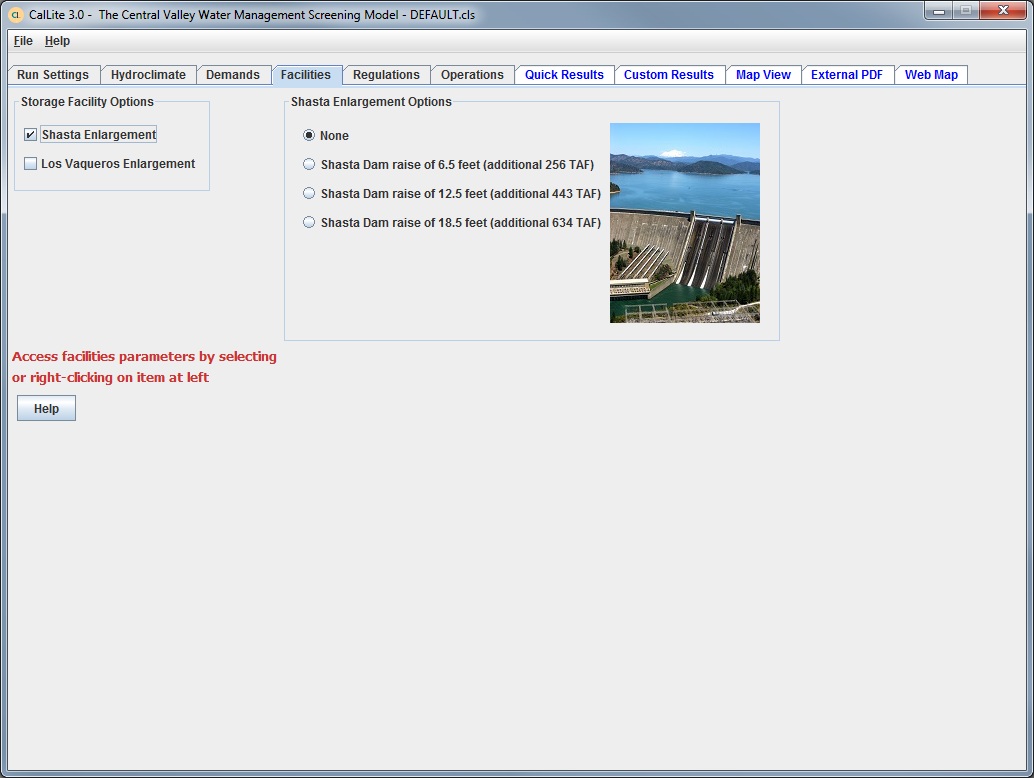 CL CalLite 3.0 - The Central Valley Water Management Screening Model - DEFAULT.cls
File Help
Run Settings Hydroclimate Demands Facilities Regulations Operations Quick Results Custom Results Map View External PDF Web Map
Storage Facility Options
Shasta Enlargement
Los Vaqueros Enlargement
Shasta Enlargement Options
None
Shasta Dam raise of 6.5 feet (additional 256 TAF)
Shasta Dam raise of 12.5 feet (additional 443 TAF)
Shasta Dam raise of 18.5 feet (additional 634 TAF)
Access facilities parameters by selecting
or right-clicking on item at left
Help